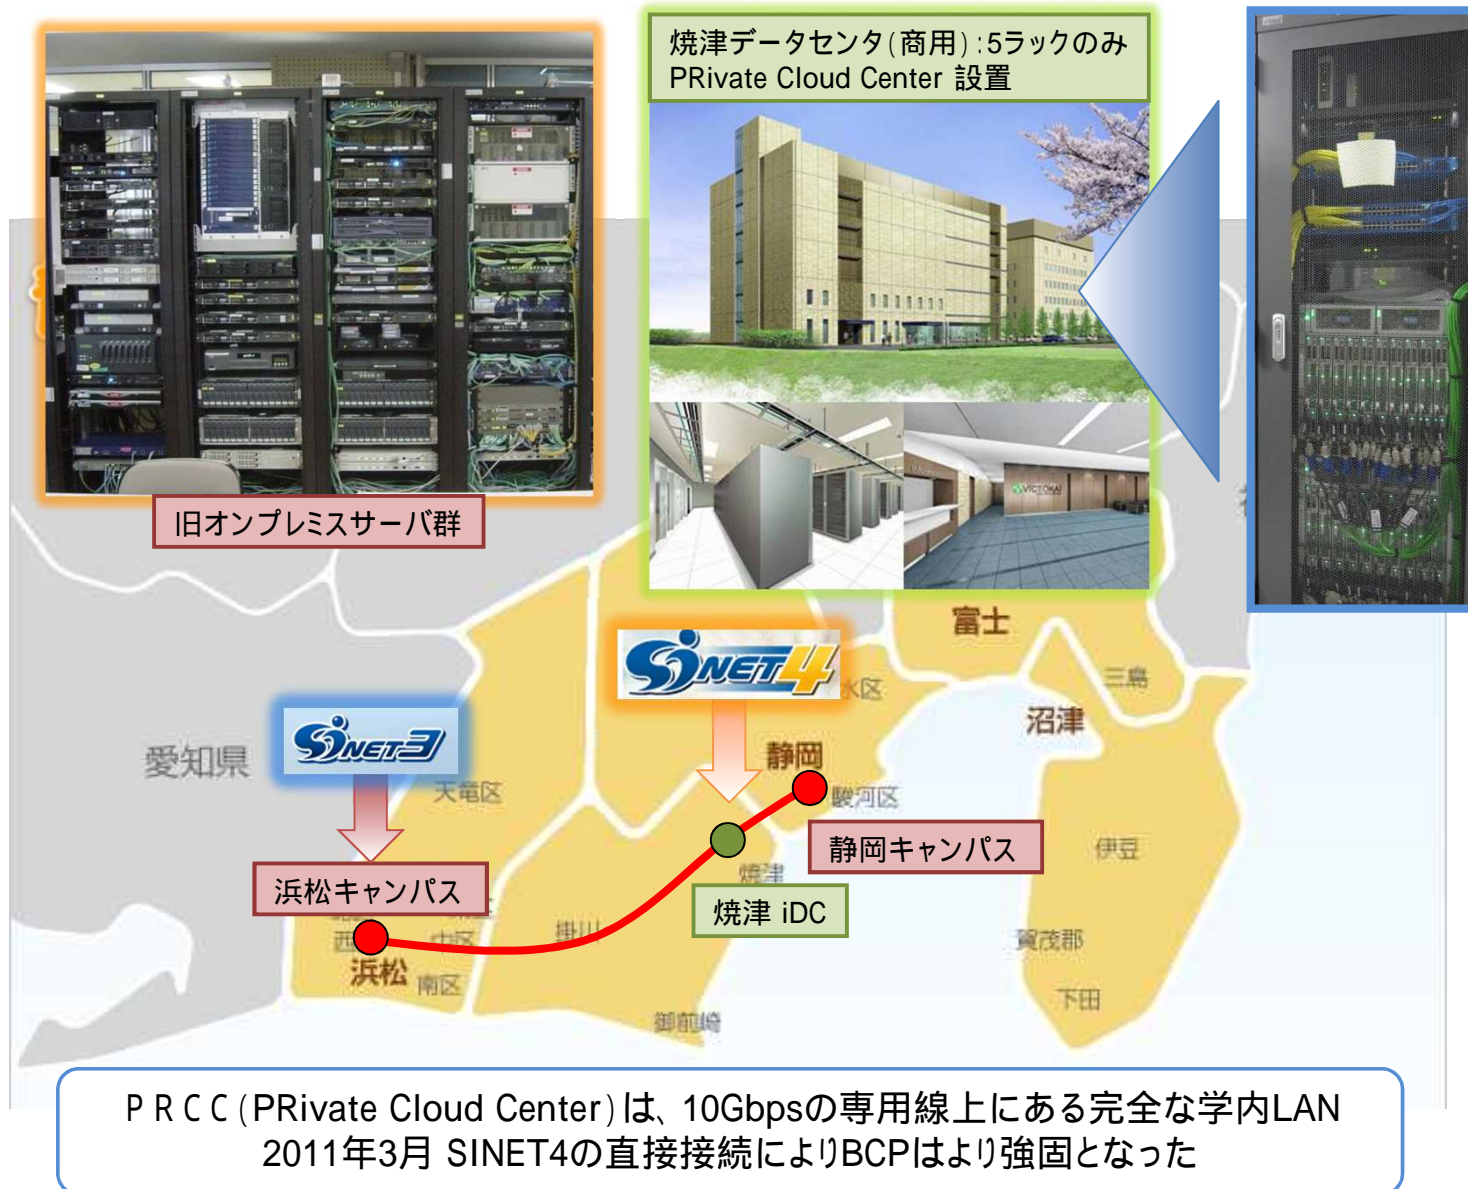 焼津データセンタ(商用):5ラックのみ
PRivate Cloud Center 設置
VICTOKAI
旧オンプレミスサーバ群
富士
SINET4
水区
三島
沼津
SINET3
愛知県
静岡
天竜区
駿河区
静岡キャンパス
伊豆
焼津
浜松キャンパス
焼津 iDC
西
中区
掛川
賀茂郡
浜松
南区
下田
御前崎
PRCC(PRivate Cloud Center)は、10Gbpsの専用線上にある完全な学内LAN
2011年3月 SINET4の直接接続によりBCPはより強固となった